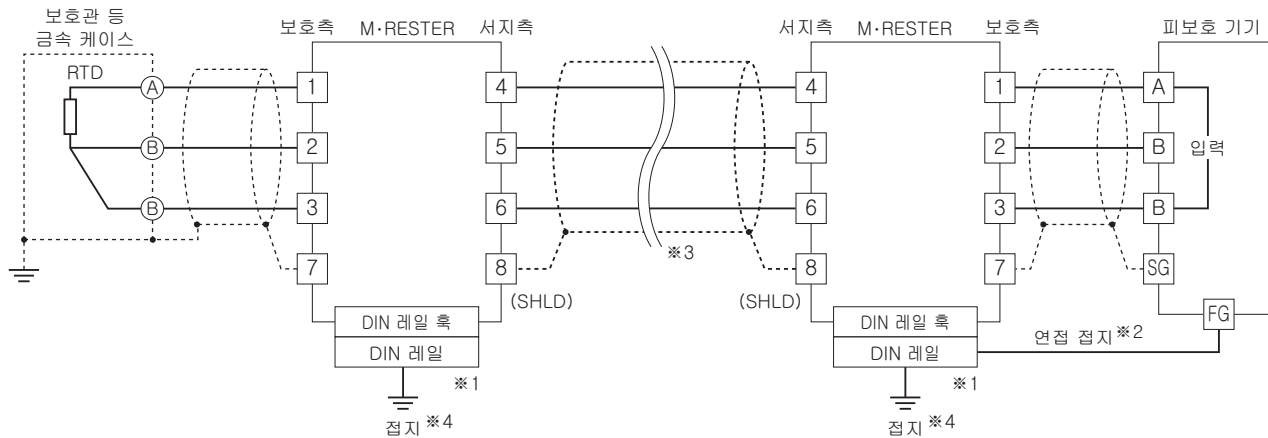 보호관 등
금속 케이스
보호측 M·RESTER 서지측
서지측 M·RESTER 보호측
피보호 기기
RTD
A 1 4 4 1 A
B 2 5 5 2 B 입력
B 3 6 6 3 B
※3
7 8 8 7 SG
(SHLD) (SHLD)
DIN 레일 훅 DIN 레일 훅 FG
DIN 레일 DIN 레일 연접 접지※2
※1 ※1
접지※4 접지※4